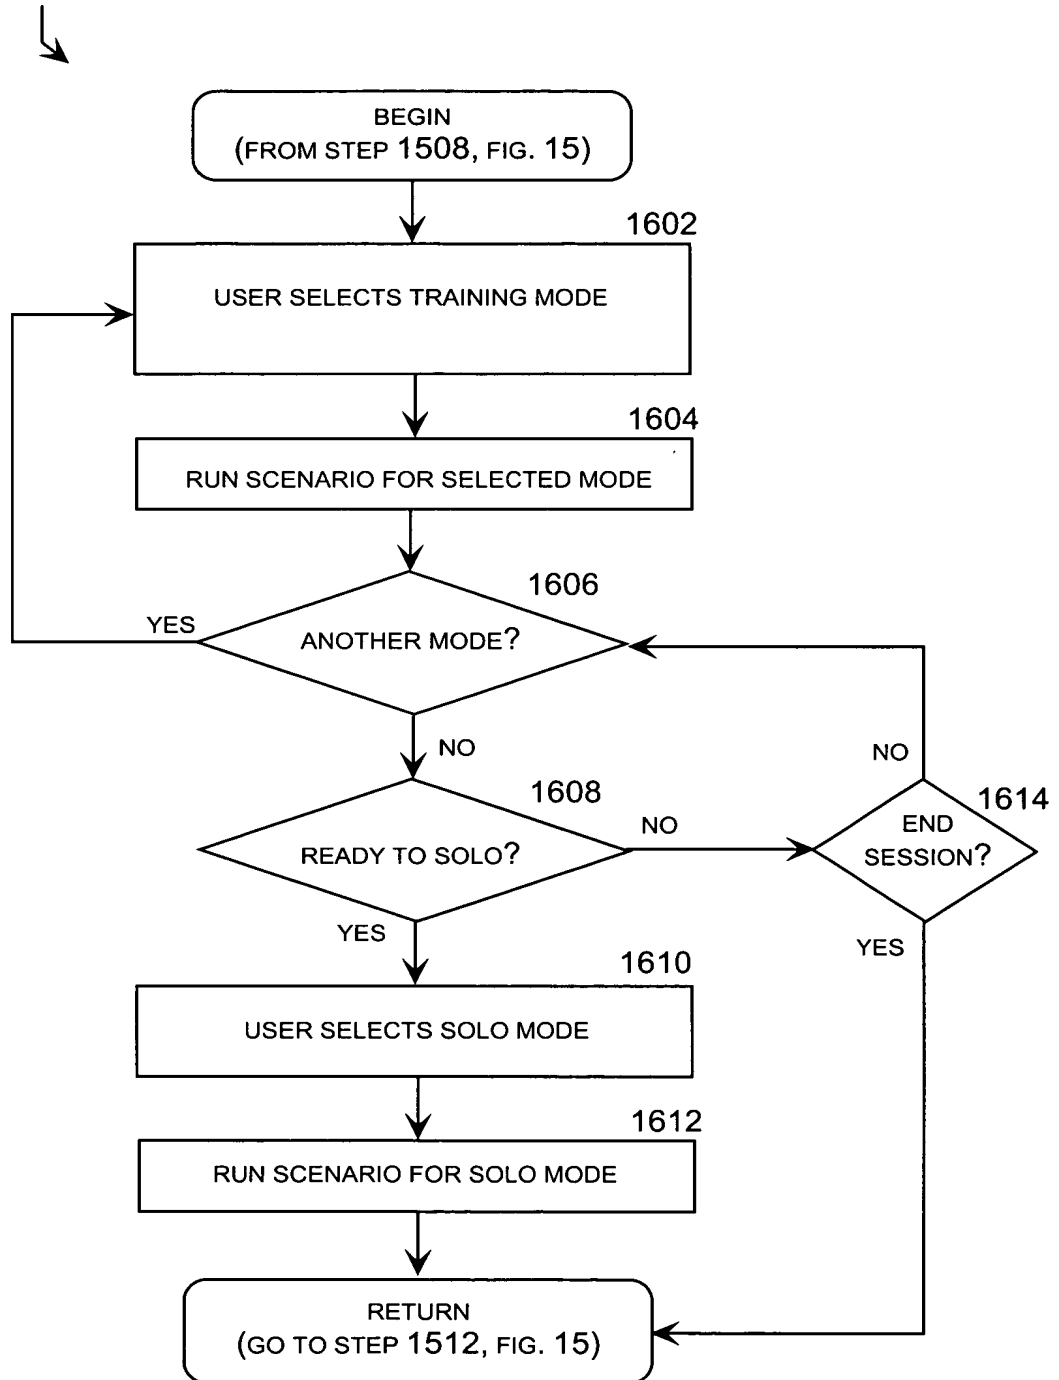 BEGIN
(FROM STEP 1508, FIG. 15)
1602
USER SELECTS TRAINING MODE
1604
RUN SCENARIO FOR SELECTED MODE
1606
YES
ANOTHER MODE?
NO
NO
1608
1614
NO
END
READY TO SOLO?
SESSION?
YES
YES
1610
USER SELECTS SOLO MODE
1612
RUN SCENARIO FOR SOLO MODE
RETURN
(GO TO STEP 1512, FIG. 15)